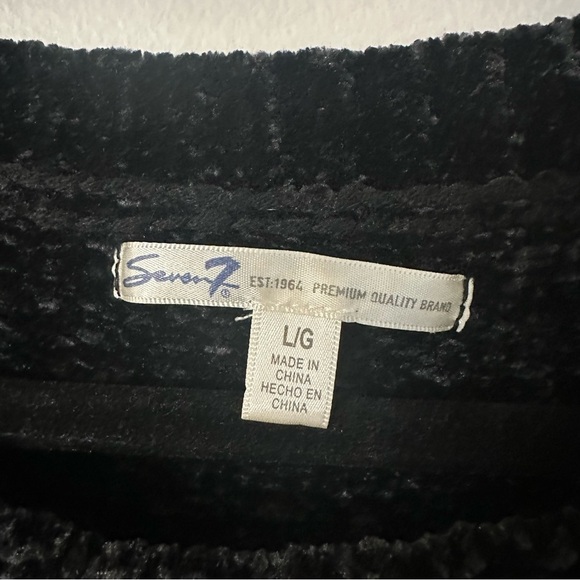 Seven7® EST:1964 PREMIUM QUALITY BRAND
L/G
MADE IN
CHINA
HECHO EN
CHINA